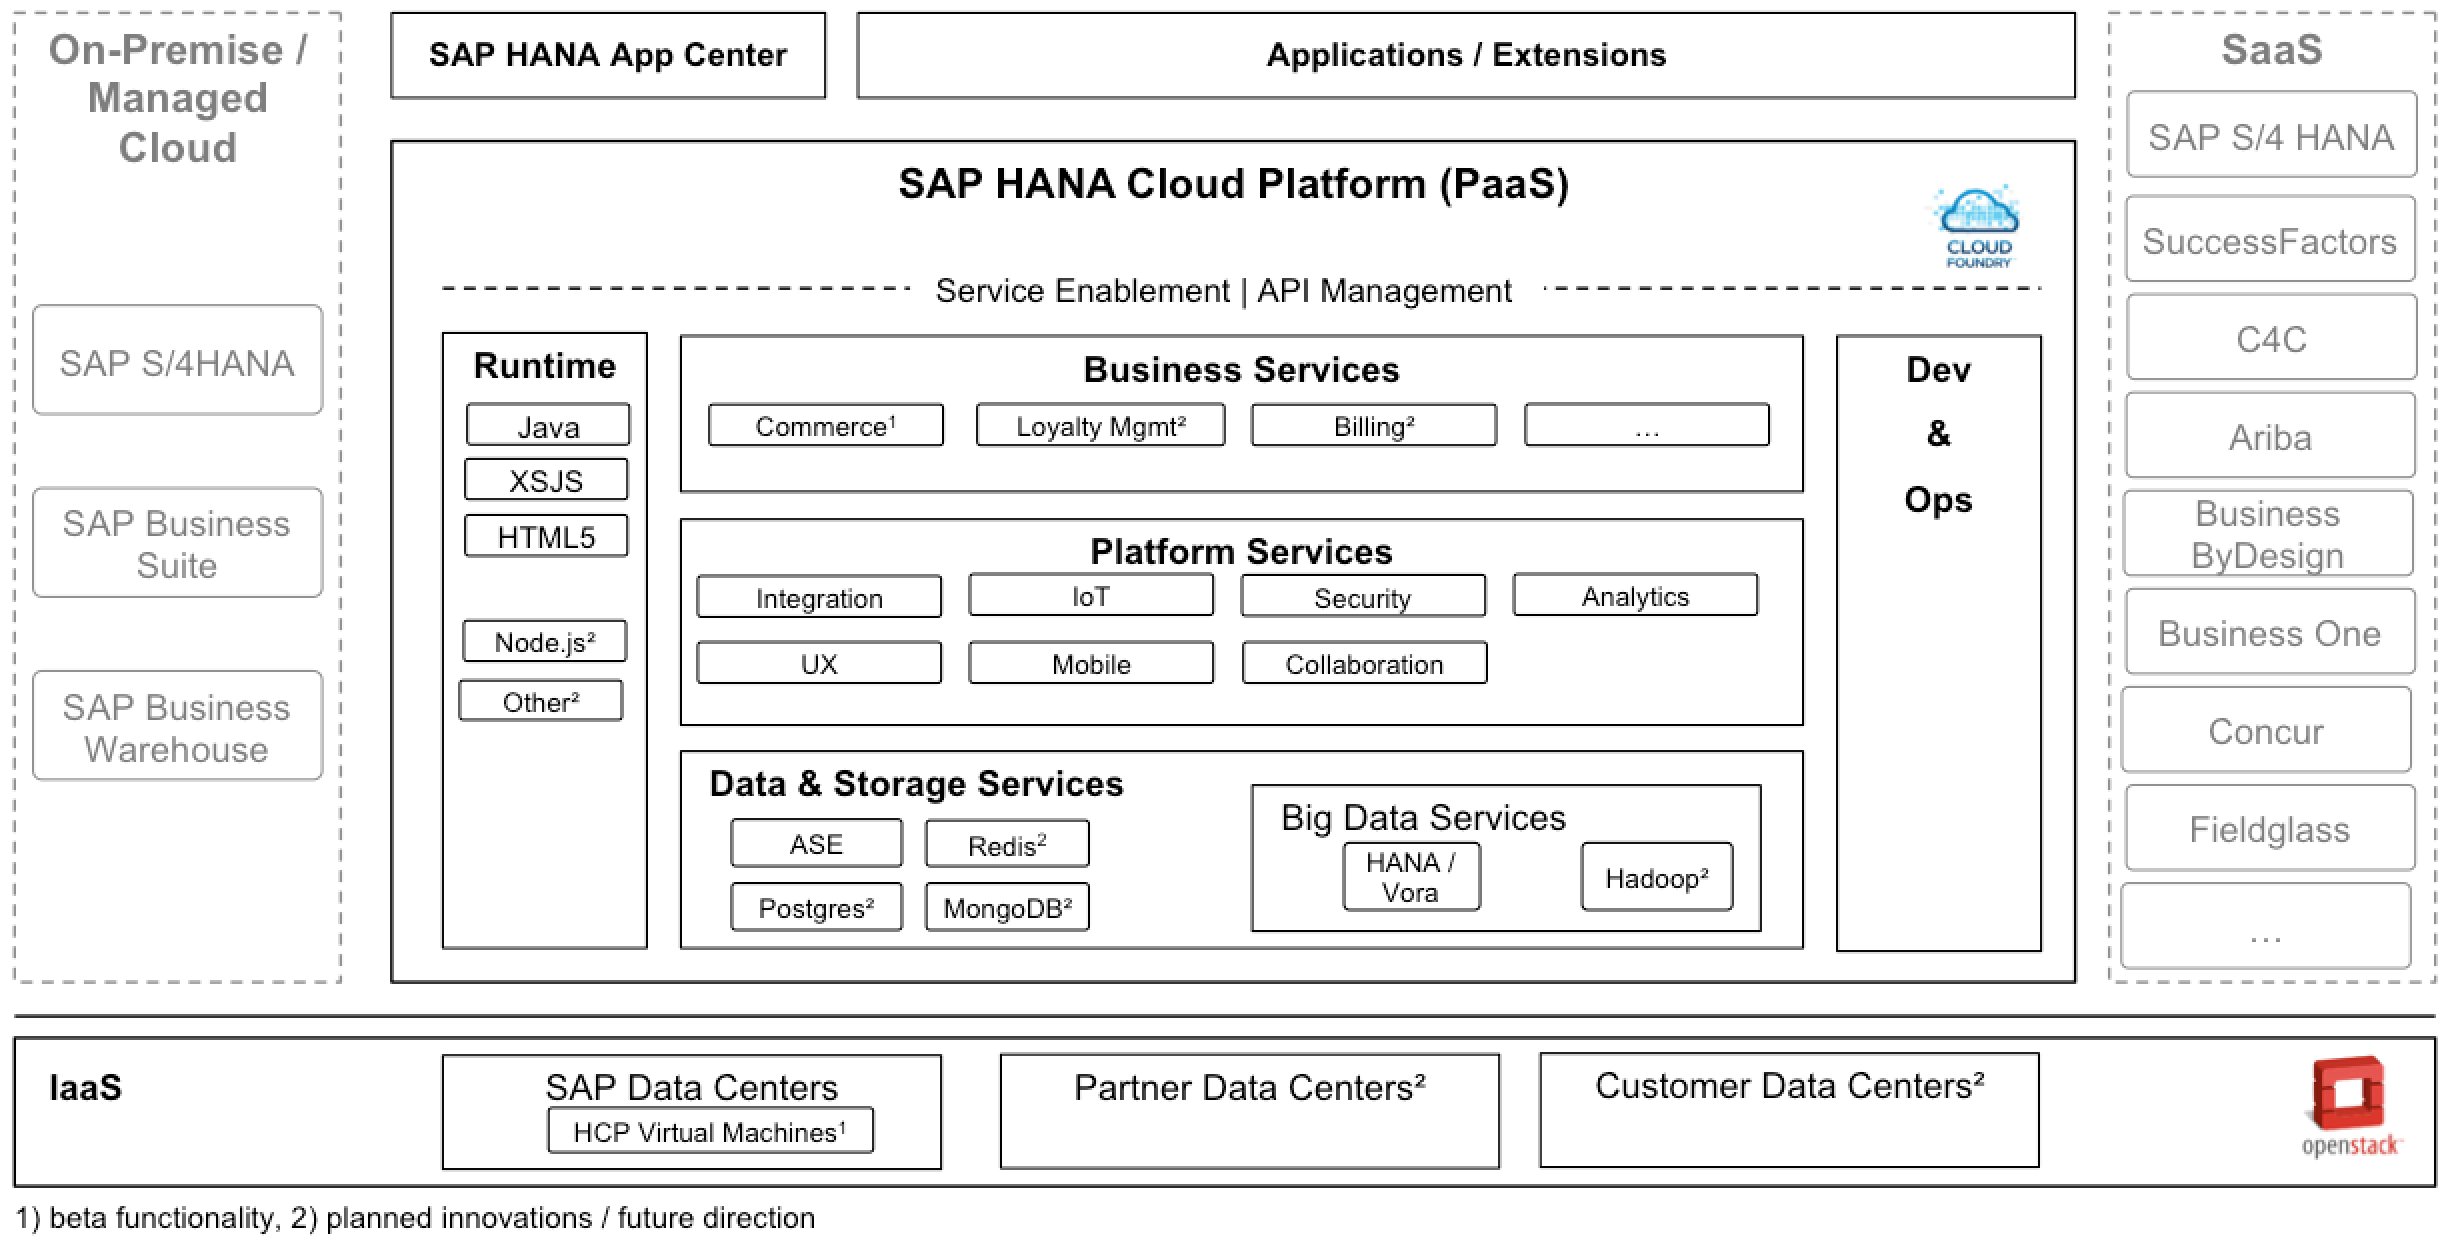 On-Premise /
Managed
Cloud
SAP S/4HANA
SAP Business
Suite
SAP Business
Warehouse
SAP HANA App Center
Applications / Extensions
SAP HANA Cloud Platform (PaaS)
CLOUD
FOUNDRY
Service Enablement | API Management
Runtime
Java
XSJS
HTML5
Node.js²
Other²
Business Services
Commerce¹
Loyalty Mgmt²
Billing²
...
Platform Services
Integration
IoT
Security
Analytics
UX
Mobile
Collaboration
Data & Storage Services
ASE
Redis²
Postgres²
MongoDB²
Big Data Services
HANA /
Vora
Hadoop²
Dev
&
Ops
SaaS
SAP S/4 HANA
SuccessFactors
C4C
Ariba
Business
ByDesign
Business One
Concur
Fieldglass
...
IaaS
SAP Data Centers
HCP Virtual Machines¹
Partner Data Centers²
Customer Data Centers²
openstack
1) beta functionality, 2) planned innovations / future direction